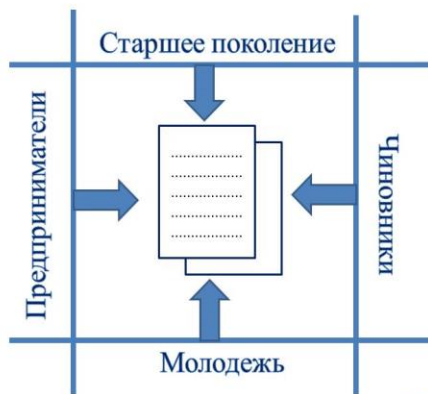 Старшее поколение
Предприниматели
Чиновники
Молодежь